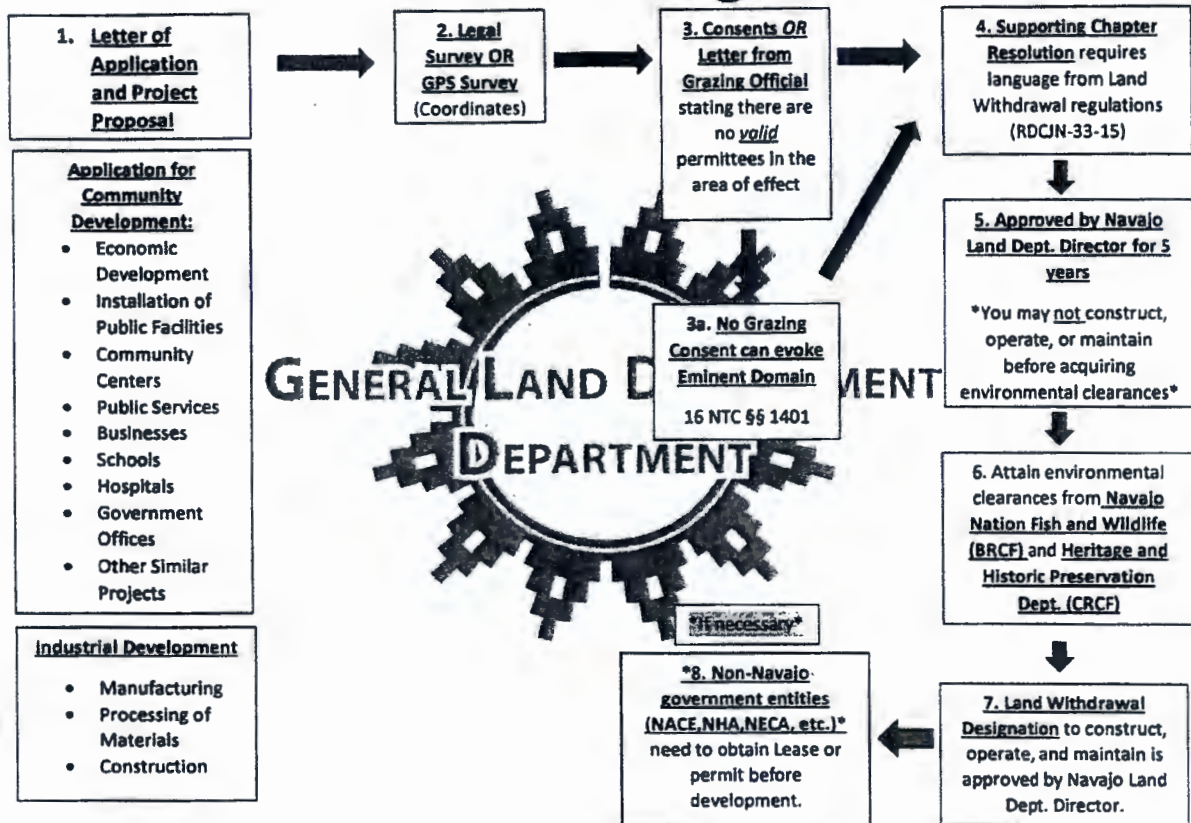 1. Letter of
Application
and Project
Proposal
2. Legal
Survey OR
GPS Survey
(Coordinates)
3. Consents OR
Letter from
Grazing Official
stating there are
no valid
permittees in the
area of effect
4. Supporting Chapter
Resolution requires
language from Land
Withdrawal regulations
(RDCJN-33-15)
Application for
Community
Development:
• Economic
Development
• Installation of
Public Facilities
• Community
Centers
• Public Services
• Businesses
• Schools
• Hospitals
• Government
Offices
• Other Similar
Projects
Industrial Development
• Manufacturing
• Processing of
Materials
• Construction
3a. No Grazing
Consent can evoke
Eminent Domain
16 NTC §§ 1401
GENERAL LAND D MENT
DEPARTMENT
5. Approved by Navajo
Land Dept. Director for 5
years
*You may not construct,
operate, or maintain
before acquiring
environmental clearances*
6. Attain environmental
clearances from Navajo
Nation Fish and Wildlife
(BRCF) and Heritage and
Historic Preservation
Dept. (CRCF)
7. Land Withdrawal
Designation to construct,
operate, and maintain is
approved by Navajo Land
Dept. Director.
*If necessary*
*8. Non-Navajo
government entities
(NACE,NHA,NECA, etc.)*
need to obtain Lease or
permit before
development.